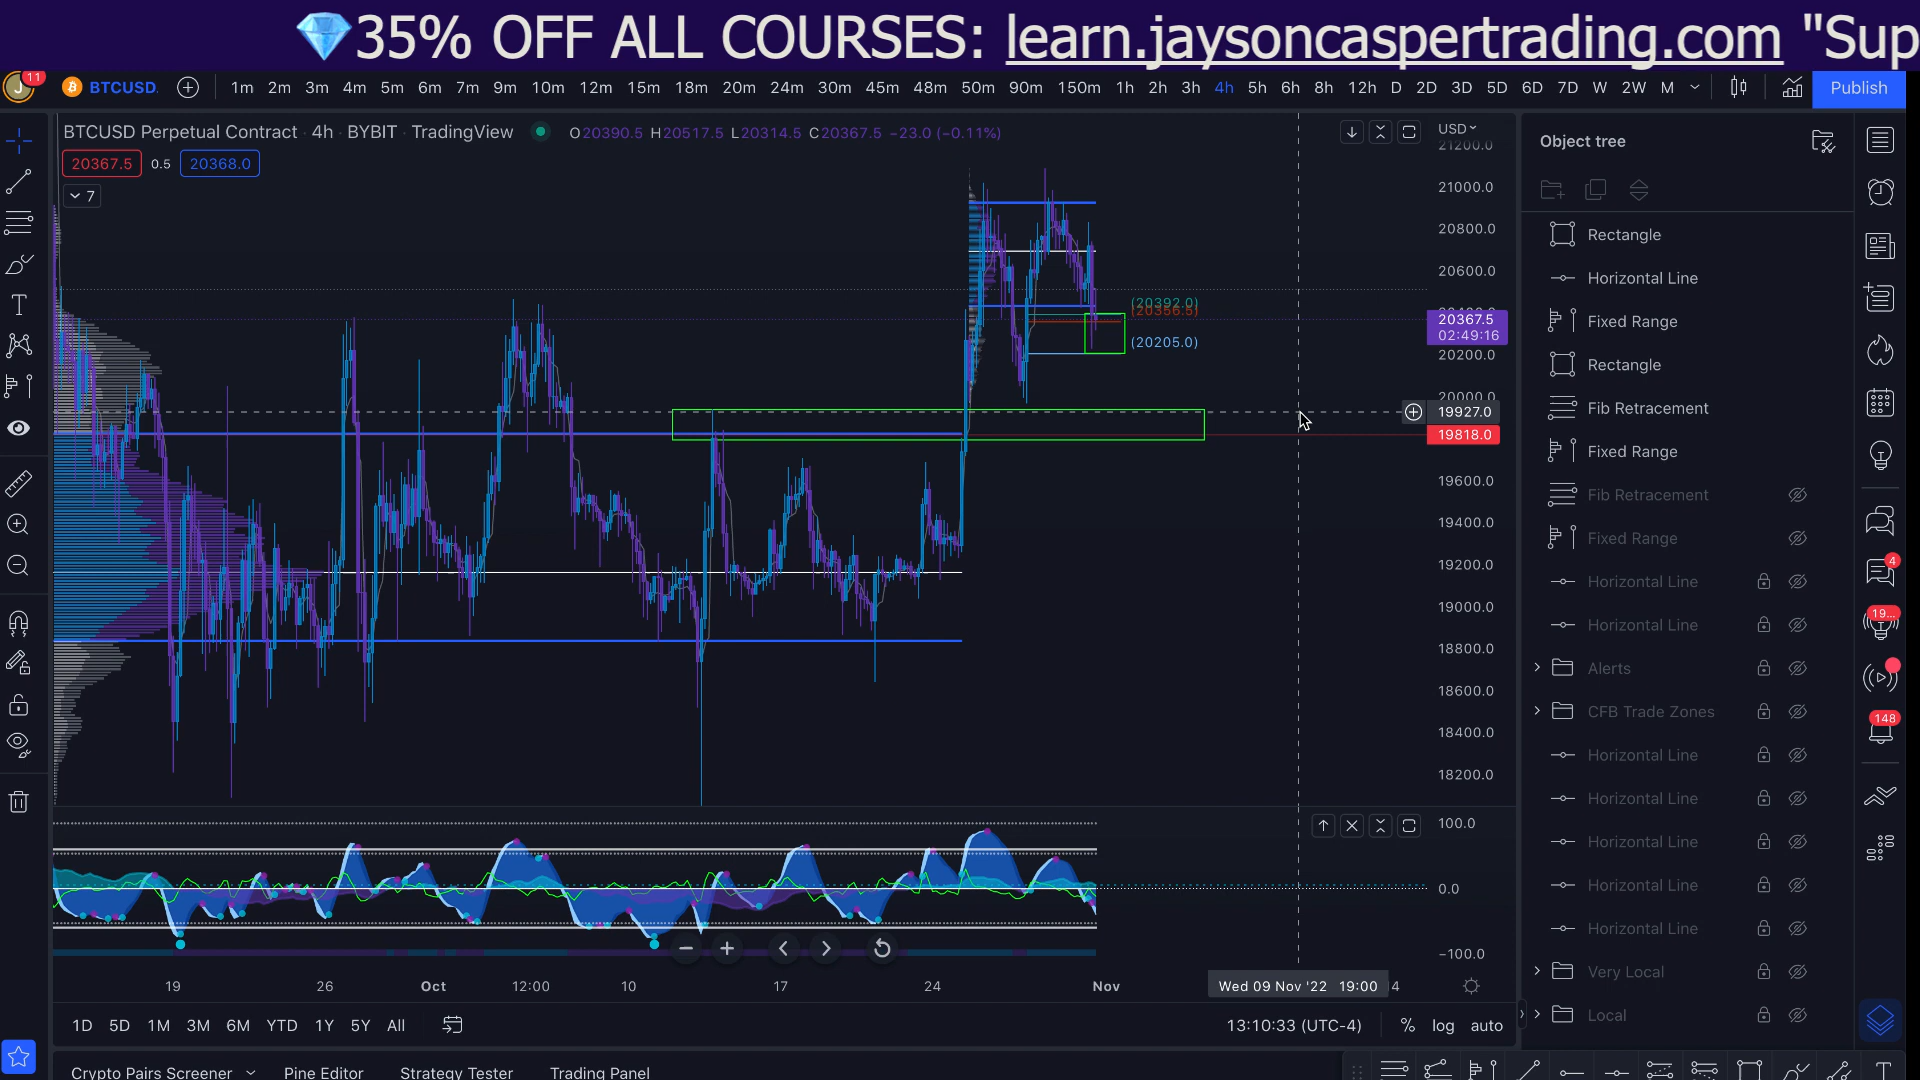 💎35% OFF ALL COURSES: learn.jaysoncaspertrading.com "Sup
J 11 BTCUSD 1m 2m 3m 4m 5m 6m 7m 9m 10m 12m 15m 18m 20m 24m 30m 45m 48m 50m 90m 150m 1h 2h 3h 4h 5h 6h 8h 12h D 2D 3D 5D 6D 7D W 2W M Publish
BTCUSD Perpetual Contract · 4h · BYBIT · TradingView O20390.5 H20517.5 L20314.5 C20367.5 −23.0 (−0.11%)
20367.5 0.5 20368.0
7
USD
21200.0
21000.0
20800.0
20600.0
(20392.0)
(20356.5)
20367.5
02:49:16
(20205.0)
20200.0
20000.0
19927.0
19818.0
19600.0
19400.0
19200.0
19000.0
18800.0
18600.0
18400.0
18200.0
100.0
0.0
−100.0
19 26 Oct 12:00 10 17 24 Nov Wed 09 Nov '22 19:00 4
1D 5D 1M 3M 6M YTD 1Y 5Y All 13:10:33 (UTC-4) % log auto
Crypto Pairs Screener Pine Editor Strategy Tester Trading Panel
Object tree
Rectangle
Horizontal Line
Fixed Range
Rectangle
Fib Retracement
Fixed Range
Fib Retracement
Fixed Range
Horizontal Line
Horizontal Line
Alerts
CFB Trade Zones
Horizontal Line
Horizontal Line
Horizontal Line
Horizontal Line
Horizontal Line
Very Local
Local
4
19...
148